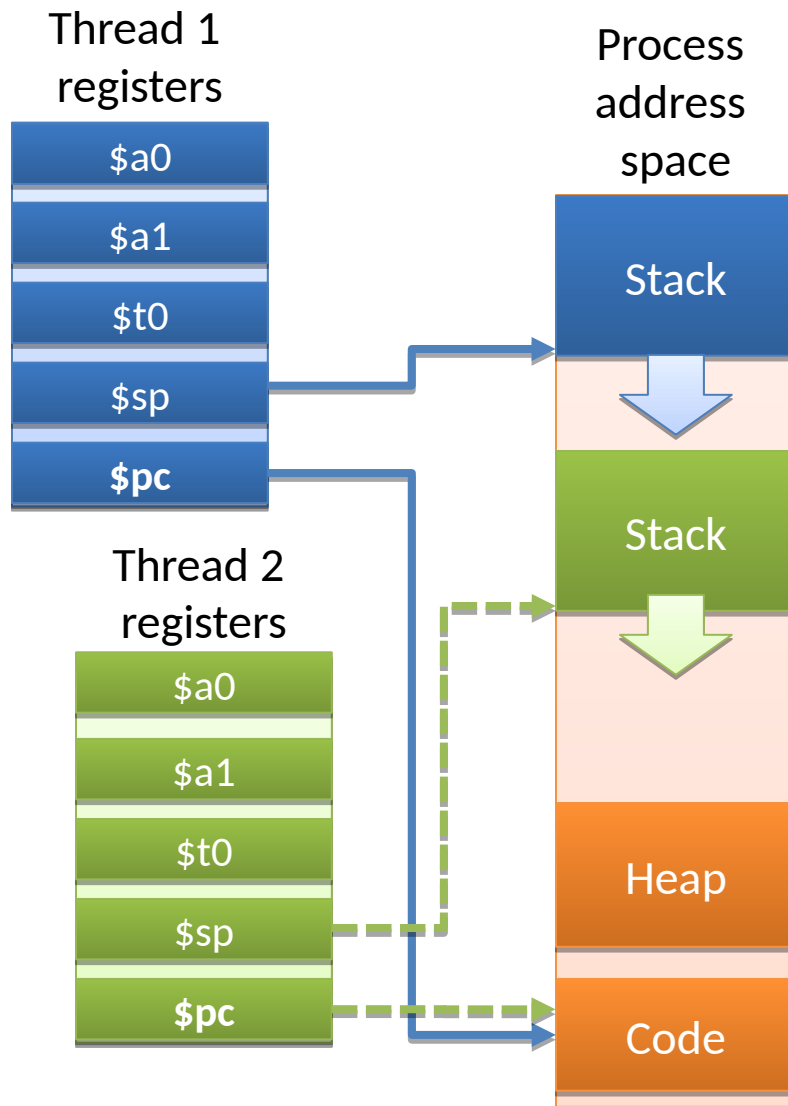 Thread 1
registers
$a0
$a1
$t0
$sp
$pc
Thread 2
registers
$a0
$a1
$t0
$sp
$pc
Process
address
space
Stack
Stack
Heap
Code